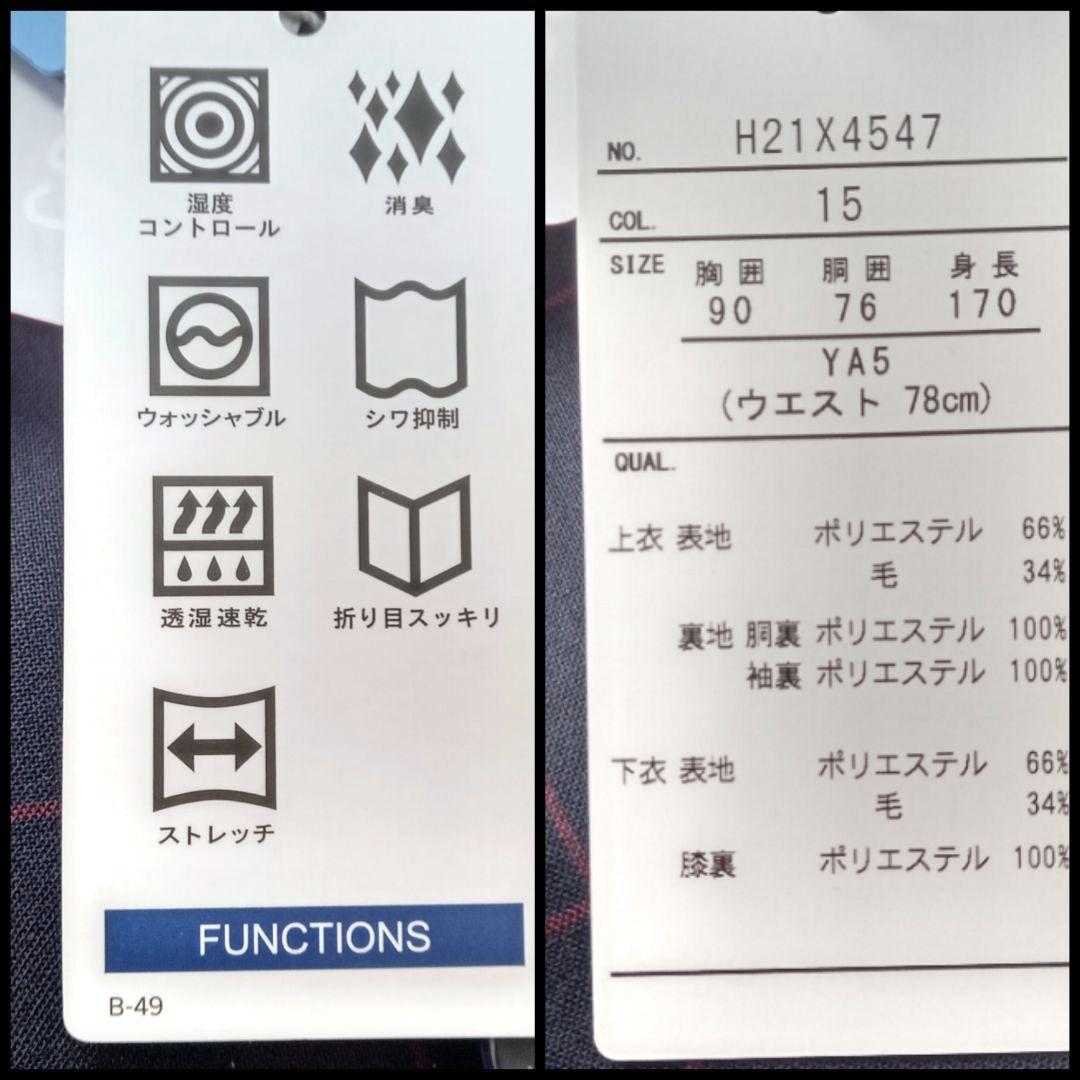 湿度
コントロール
消臭
ウォッシャブル
シワ抑制
透湿速乾
折り目スッキリ
ストレッチ
FUNCTIONS
B-49
NO. H21X4547
COL. 15
SIZE 胸囲 胴囲 身長
90 76 170
YA5
(ウエスト 78cm)
QUAL.
上衣 表地 ポリエステル 66%
毛 34%
裏地 胴裏 ポリエステル 100%
袖裏 ポリエステル 100%
下衣 表地 ポリエステル 66%
毛 34%
膝裏 ポリエステル 100%